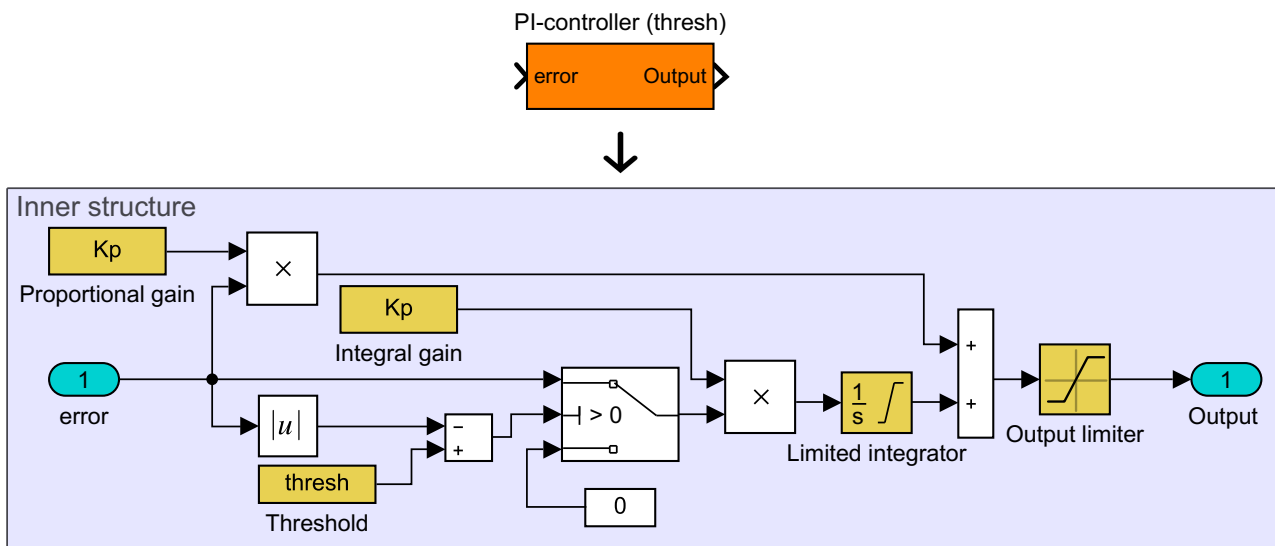 PI-controller (thresh)
error
Output
Inner structure
Kp
×
Proportional gain
Kp
Integral gain
1
error
|u|
−
+
> 0
×
1
s
Limited integrator
+
+
Output limiter
1
Output
thresh
Threshold
0